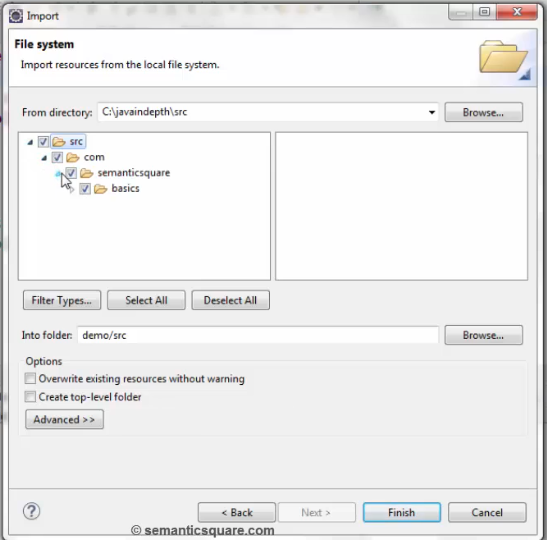 Import
File system
Import resources from the local file system.
From directory: C:\javaindepth\src Browse...
src
com
semanticsquare
basics
Filter Types... Select All Deselect All
Into folder: demo/src Browse...
Options
Overwrite existing resources without warning
Create top-level folder
Advanced >>
? < Back Next > Finish Cancel
© semanticsquare.com